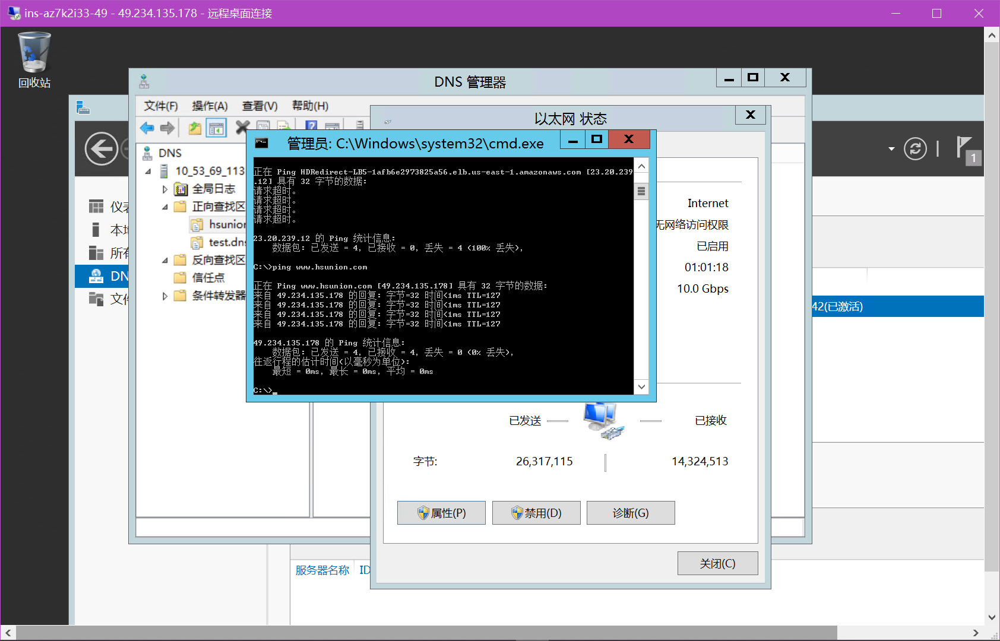 ins-az7k2i33-49 - 49.234.135.178 - 远程桌面连接
回收站
DNS 管理器
文件(F) 操作(A) 查看(V) 帮助(H)
以太网 状态
管理员: C:\Windows\system32\cmd.exe
DNS
10_53_69_113
全局日志
正向查找区
hsunion
test.dns
反向查找区
信任点
条件转发器
仪表
本地
所有
DN
文件
正在 Ping HDRedirect-LB5-1afb6e2973825a56.elb.us-east-1.amazonaws.com [23.20.239
.12] 具有 32 字节的数据:
请求超时。
请求超时。
请求超时。
请求超时。
23.20.239.12 的 Ping 统计信息:
数据包: 已发送 = 4, 已接收 = 0, 丢失 = 4 (100% 丢失),
C:\>ping www.hsunion.com
正在 Ping www.hsunion.com [49.234.135.178] 具有 32 字节的数据:
来自 49.234.135.178 的回复: 字节=32 时间<1ms TTL=127
来自 49.234.135.178 的回复: 字节=32 时间<1ms TTL=127
来自 49.234.135.178 的回复: 字节=32 时间<1ms TTL=127
来自 49.234.135.178 的回复: 字节=32 时间<1ms TTL=127
49.234.135.178 的 Ping 统计信息:
数据包: 已发送 = 4, 已接收 = 4, 丢失 = 0 (0% 丢失),
往返行程的估计时间(以毫秒为单位):
最短 = 0ms, 最长 = 0ms, 平均 = 0ms
C:\>
Internet
无网络访问权限
已启用
01:01:18
10.0 Gbps
1
42(已激活)
已发送 已接收
字节: 26,317,115 14,324,513
属性(P) 禁用(D) 诊断(G)
关闭(C)
服务器名称 ID